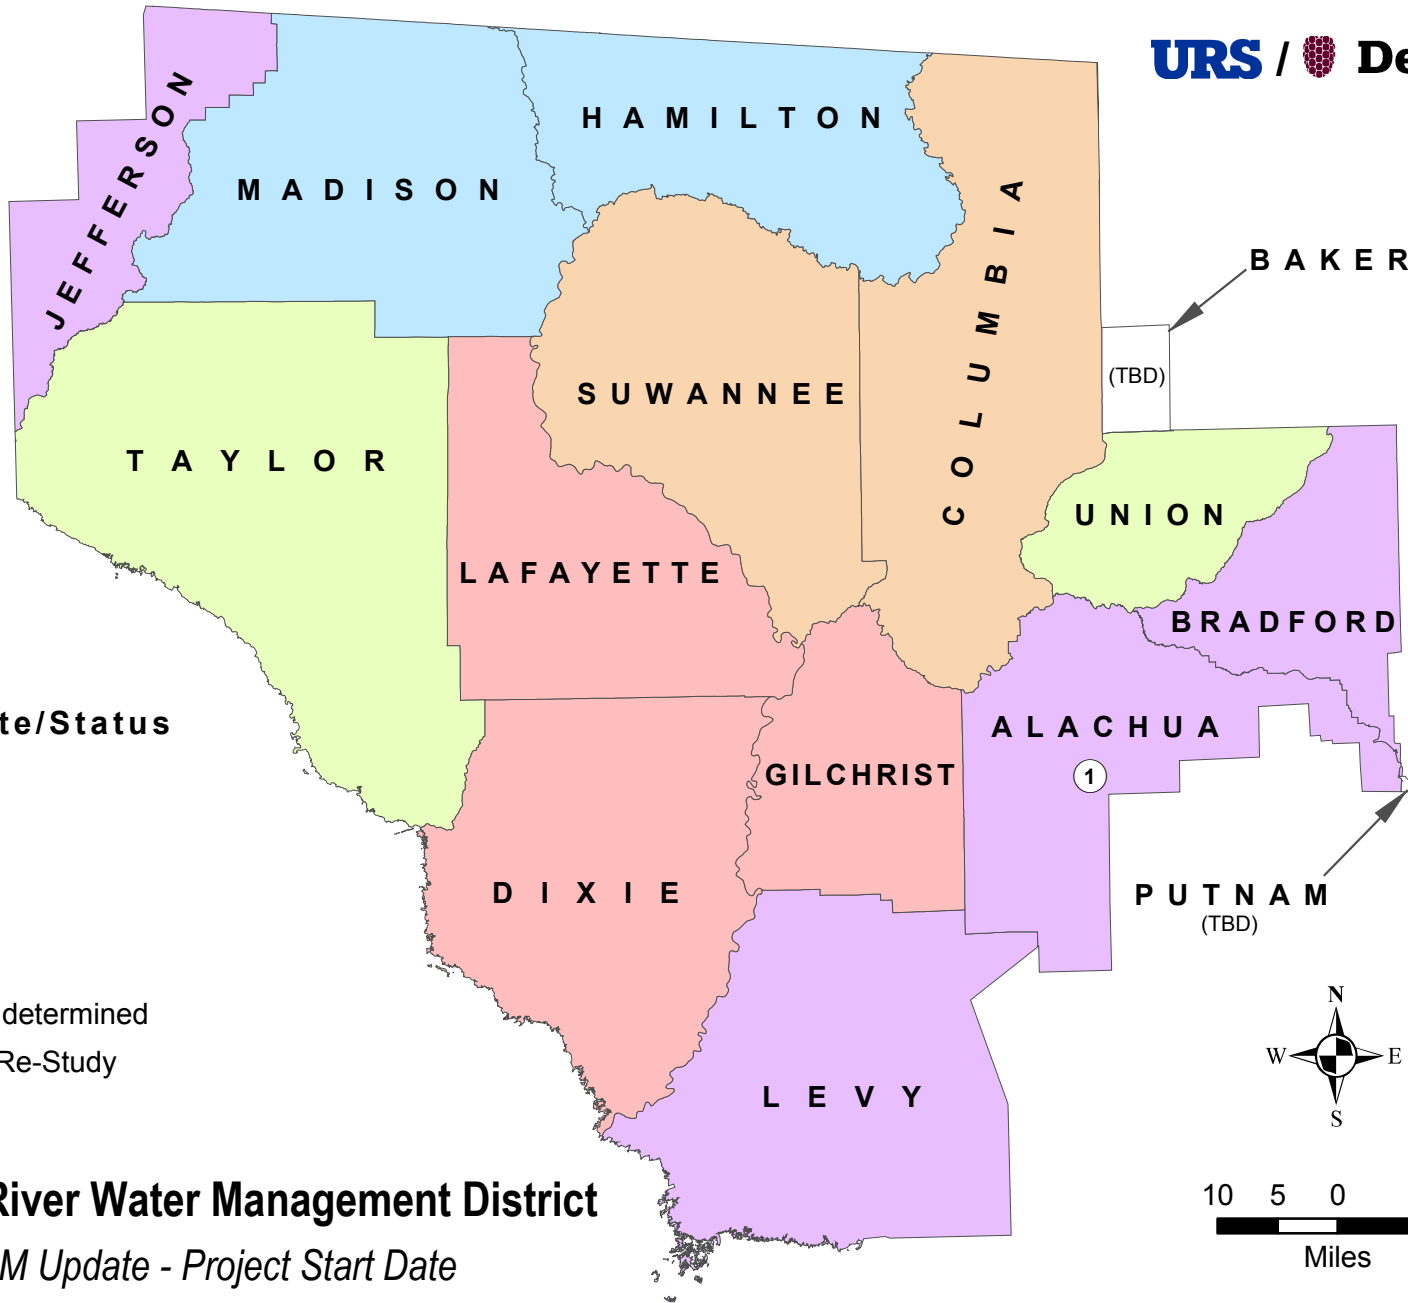 URS / De
HAMILTON
JEFFERSON
MADISON
COLUMBIA
BAKER
(TBD)
SUWANNEE
TAYLOR
UNION
LAFAYETTE
BRADFORD
te/Status
ALACHUA
1
GILCHRIST
DIXIE
PUTNAM
(TBD)
determined
Re-Study
LEVY
N
W E
S
River Water Management District
M Update - Project Start Date
10 5 0
Miles